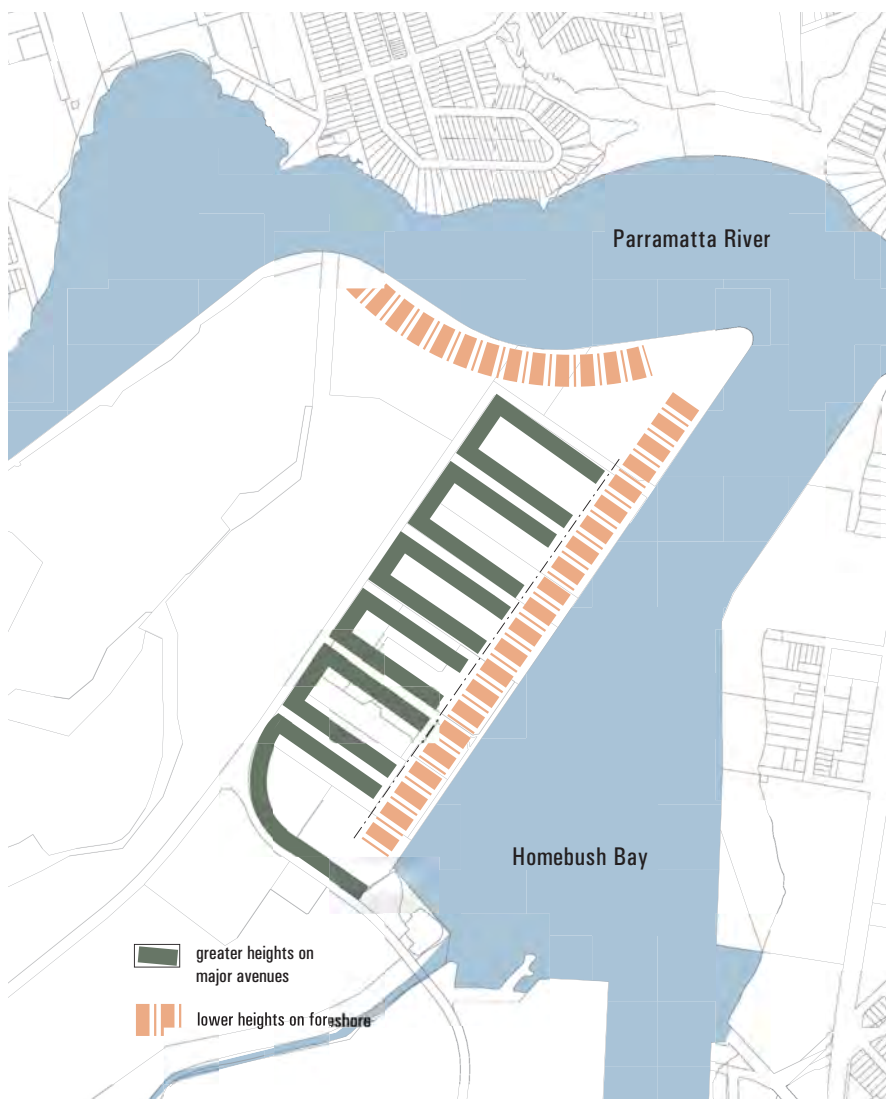 Parramatta River
Homebush Bay
greater heights on
major avenues
lower heights on foreshore